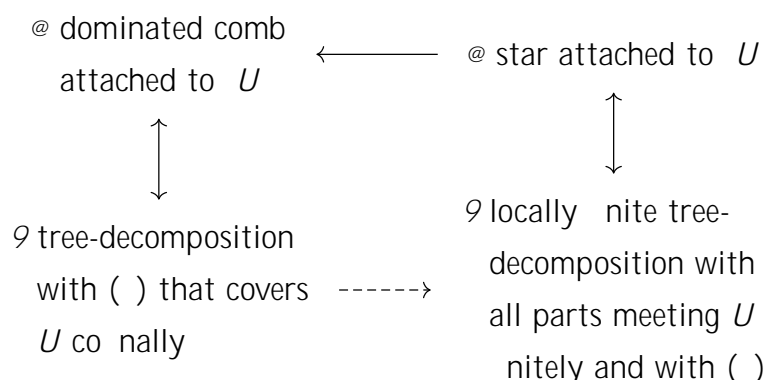 @ dominated comb
attached to U
@ star attached to U
9 tree-decomposition
with ( ) that covers
U co nally
9 locally nite tree-
decomposition with
all parts meeting U
nitely and with ( )